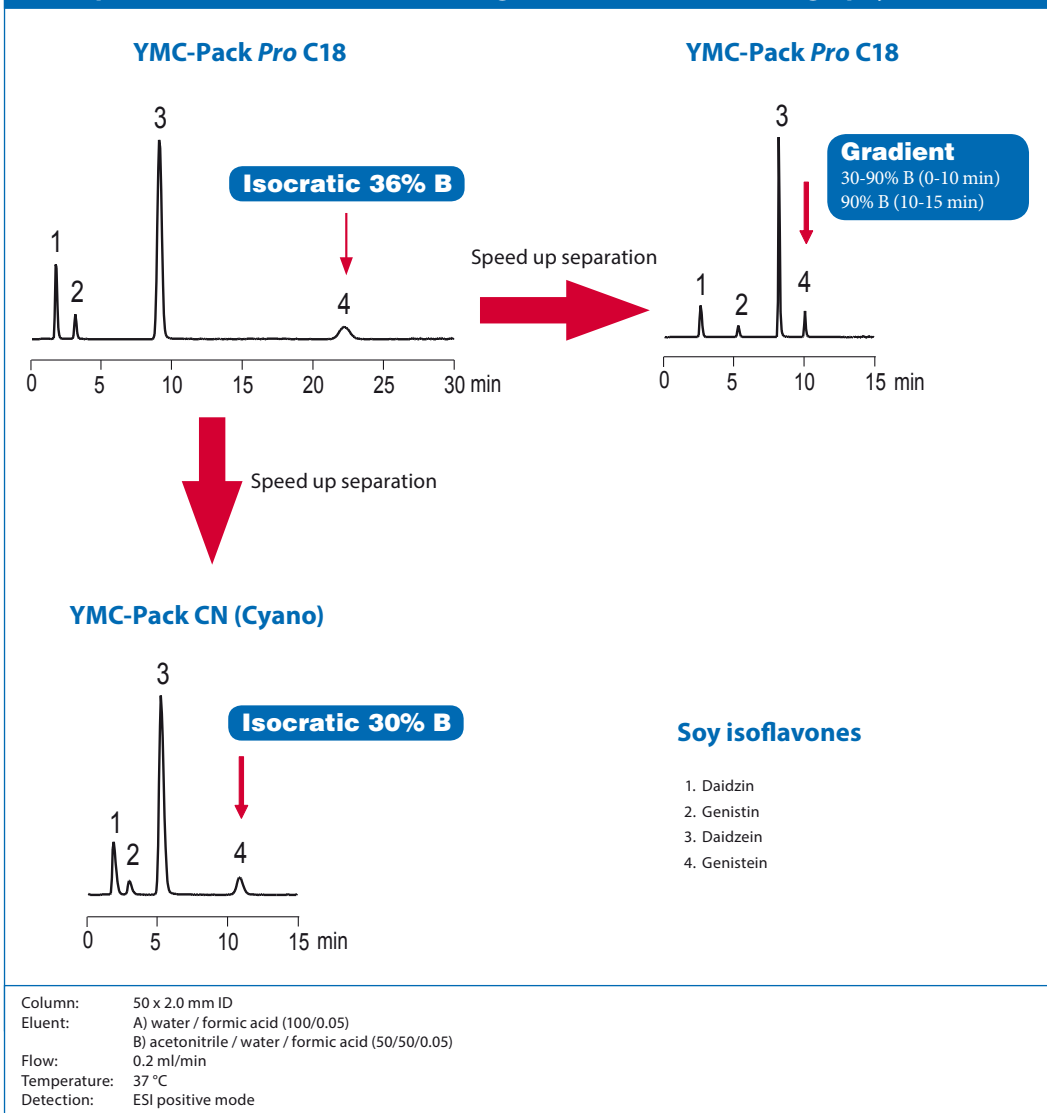 YMC-Pack Pro C18
3
Isocratic 36% B
1
2
4
0 5 10 15 20 25 30 min
Speed up separation
YMC-Pack Pro C18
3
Gradient
30-90% B (0-10 min)
90% B (10-15 min)
1
2
4
0 5 10 15 min
Speed up separation
YMC-Pack CN (Cyano)
3
Isocratic 30% B
1
2
4
0 5 10 15 min
Soy isoflavones
1. Daidzin
2. Genistin
3. Daidzein
4. Genistein
Column: 50 x 2.0 mm ID
Eluent: A) water / formic acid (100/0.05)
B) acetonitrile / water / formic acid (50/50/0.05)
Flow: 0.2 ml/min
Temperature: 37 °C
Detection: ESI positive mode